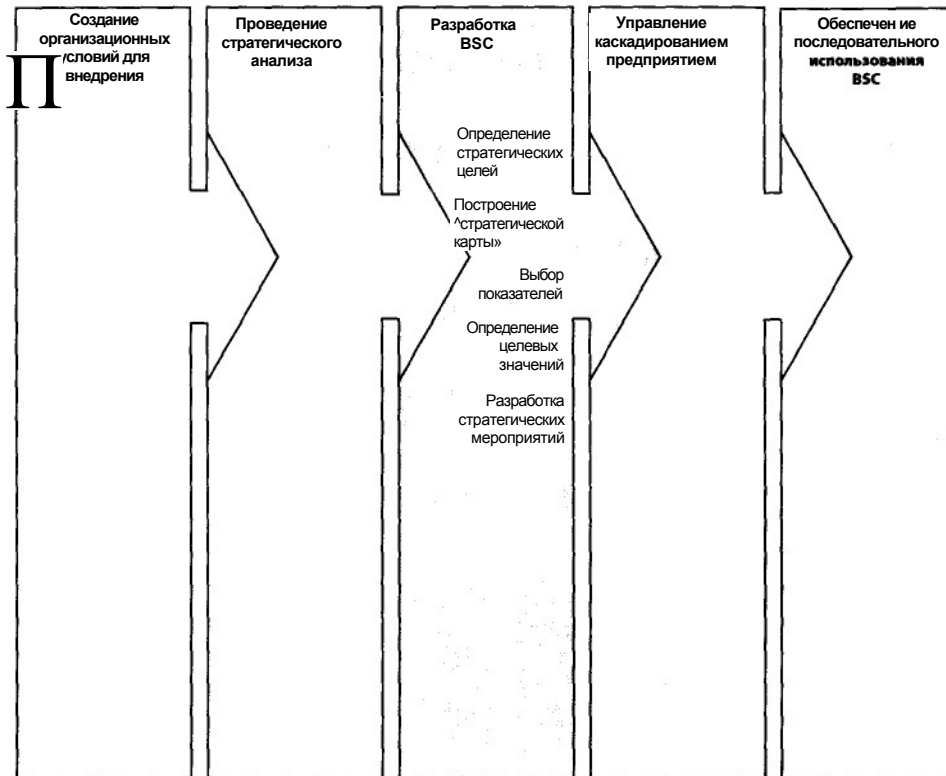 Создание
организационных
условий для
внедрения
П
Проведение
стратегического
анализа
Разработка
BSC
Определение
стратегических
целей
Построение
^стратегической
карты»
Выбор
показателей
Определение
целевых
значений
Разработка
стратегических
мероприятий
Управление
каскадированием
предприятием
Обеспечен ие
последовательного
использования
BSC